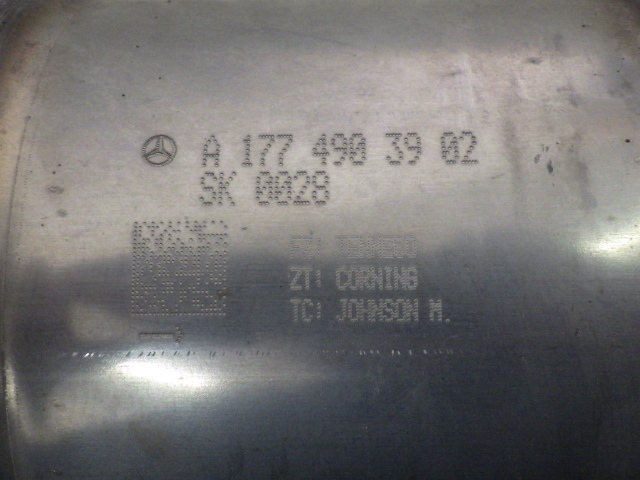 A 177 490 39 02
SK 0028
ZT: CORNING
TC: JOHNSON M.